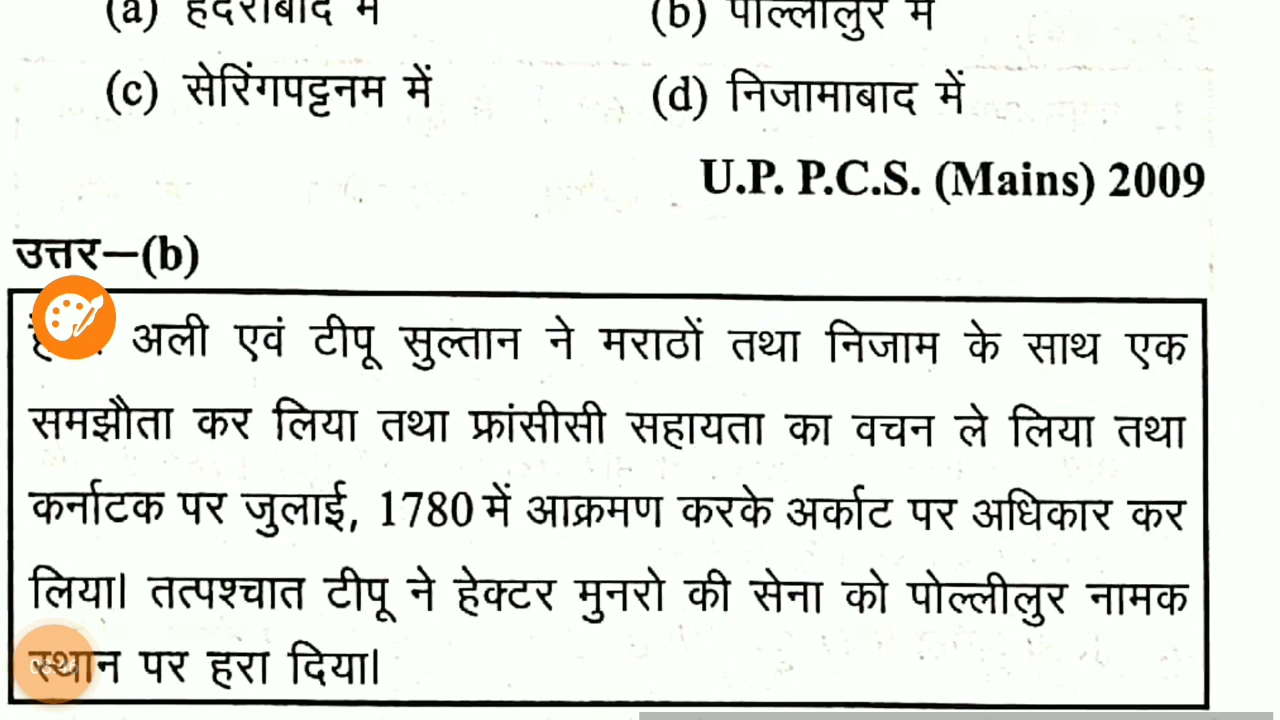 (a) हैदराबाद में (b) पोल्लीलुर में
(c) सेरिंगपट्टनम में (d) निजामाबाद में
U.P. P.C.S. (Mains) 2009
उत्तर–(b)
अली एवं टीपू सुल्तान ने मराठों तथा निजाम के साथ एक
समझौता कर लिया तथा फ्रांसीसी सहायता का वचन ले लिया तथा
कर्नाटक पर जुलाई, 1780 में आक्रमण करके अर्काट पर अधिकार कर
लिया। तत्पश्चात टीपू ने हेक्टर मुनरो की सेना को पोल्लीलुर नामक
स्थान पर हरा दिया।